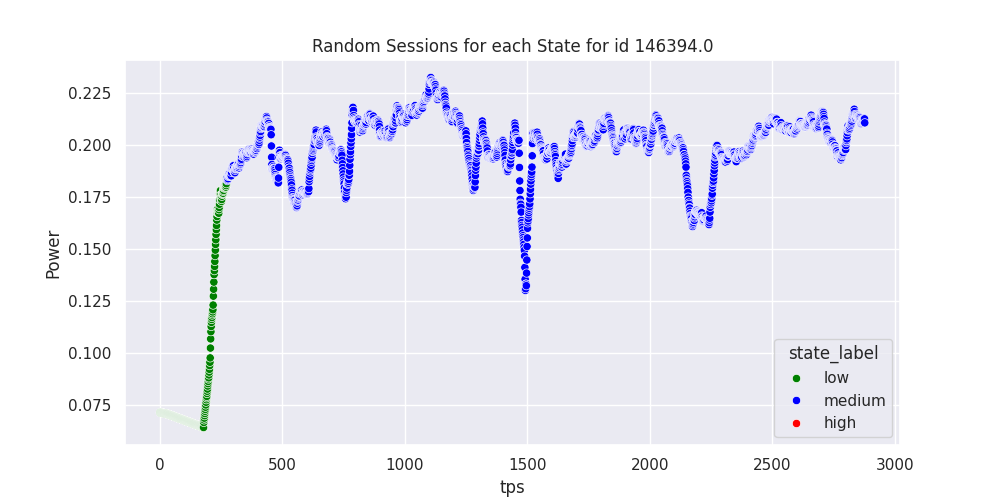 Random Sessions for each State for id 146394.0
Power
0.225
0.200
0.175
0.150
0.125
0.100
0.075
0
500
1000
1500
2000
2500
3000
tps
state_label
low
medium
high